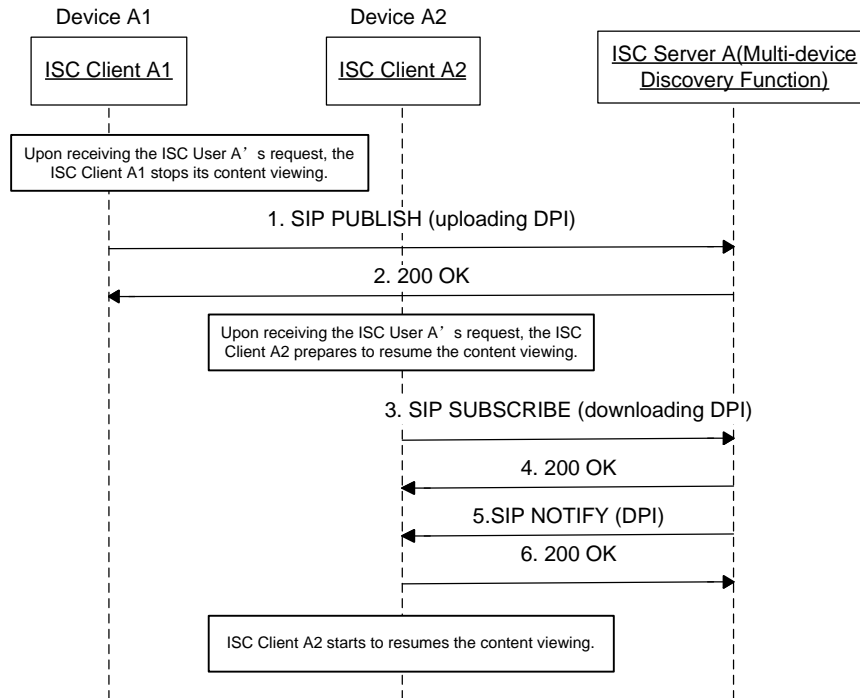 Device A1
Device A2
ISC Client A1
ISC Client A2
ISC Server A(Multi-device
Discovery Function)
Upon receiving the ISC User A’s request, the
ISC Client A1 stops its content viewing.
1. SIP PUBLISH (uploading DPI)
2. 200 OK
Upon receiving the ISC User A’s request, the ISC
Client A2 prepares to resume the content viewing.
3. SIP SUBSCRIBE (downloading DPI)
4. 200 OK
5.SIP NOTIFY (DPI)
6. 200 OK
ISC Client A2 starts to resumes the content viewing.